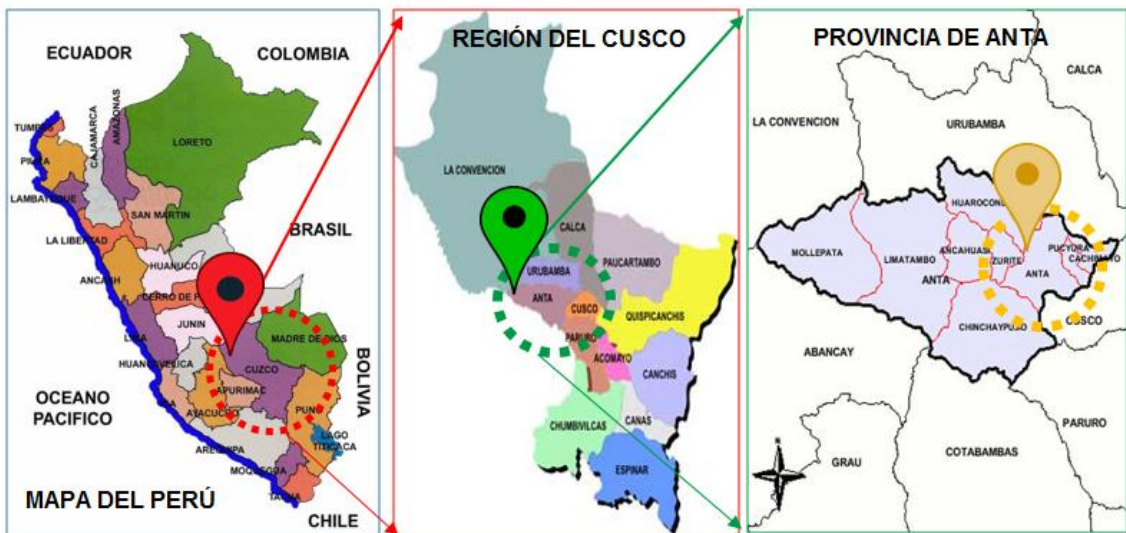 ECUADOR
COLOMBIA
TUMBES
PIURA
CAJAMARCA
AMAZONAS
LORETO
LAMBAYEQUE
SAN MARTIN
LA LIBERTAD
BRASIL
ANCASH
HUANUCO
CERRO DE P
JUNIN
MADRE DE DIOS
LIMA
HUANCAVELICA
CUZCO
BOLIVIA
OCEANO
PACIFICO
APURIMAC
ICA
AYACUCHO
PUNO
LAGO
TITICACA
AREQUIPA
MOQUEGUA
TACNA
MAPA DEL PERÚ
CHILE
REGIÓN DEL CUSCO
LA CONVENCION
CALCA
URUBAMBA
PAUCARTAMBO
ANTA
CUSCO
QUISPICANCHIS
PARURO
ACOMAYO
CANCHIS
CANAS
CHUMBIVILCAS
ESPINAR
PROVINCIA DE ANTA
CALCA
LA CONVENCION
URUBAMBA
HUAROCOND
MOLLEPATA
LIMATAMBO
ANCAHUASI
ZURITE
PUCYURA
CACHIMAYO
ANTA
ANTA
CHINCHAYPUJIO
CUSCO
ABANCAY
PARURO
GRAU
COTABAMBAS
N